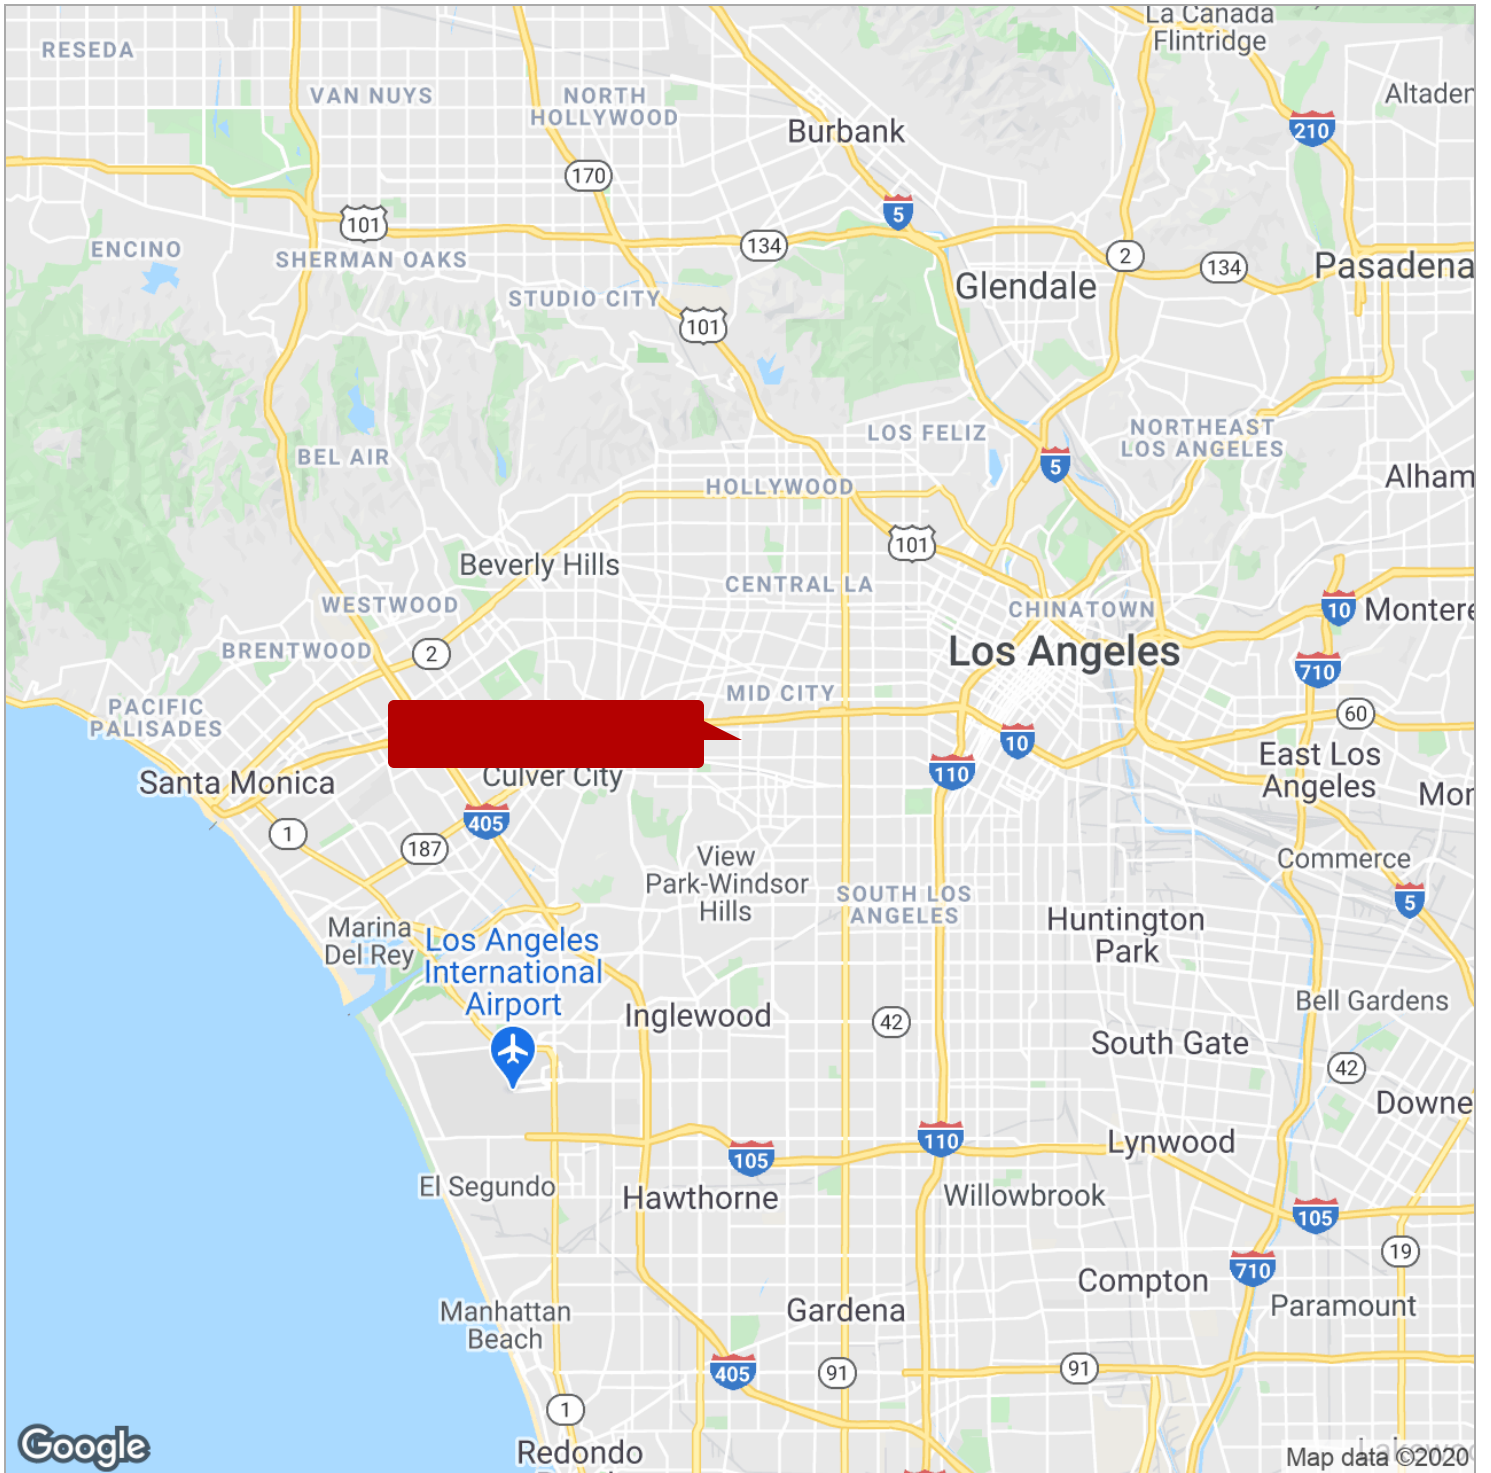 La Canada
Flintridge
RESEDA
VAN NUYS
NORTH
HOLLYWOOD
Burbank
Altaden
210
170
5
101
134
2
134
ENCINO
SHERMAN OAKS
Glendale
Pasadena
STUDIO CITY
101
LOS FELIZ
NORTHEAST
LOS ANGELES
BEL AIR
5
Alham
HOLLYWOOD
101
Beverly Hills
CENTRAL LA
WESTWOOD
CHINATOWN
10
Montere
BRENTWOOD
2
Los Angeles
710
MID CITY
PACIFIC
PALISADES
60
10
East Los
Angeles
110
Santa Monica
Culver City
Mor
405
1
187
View
Park-Windsor
Hills
Commerce
SOUTH LOS
ANGELES
5
Huntington
Park
Marina
Del Rey
Los Angeles
International
Airport
Inglewood
42
Bell Gardens
South Gate
42
Downe
110
Lynwood
105
El Segundo
Hawthorne
Willowbrook
105
19
710
Compton
Manhattan
Beach
Gardena
Paramount
405
91
91
1
Google
Redondo
Map data ©2020